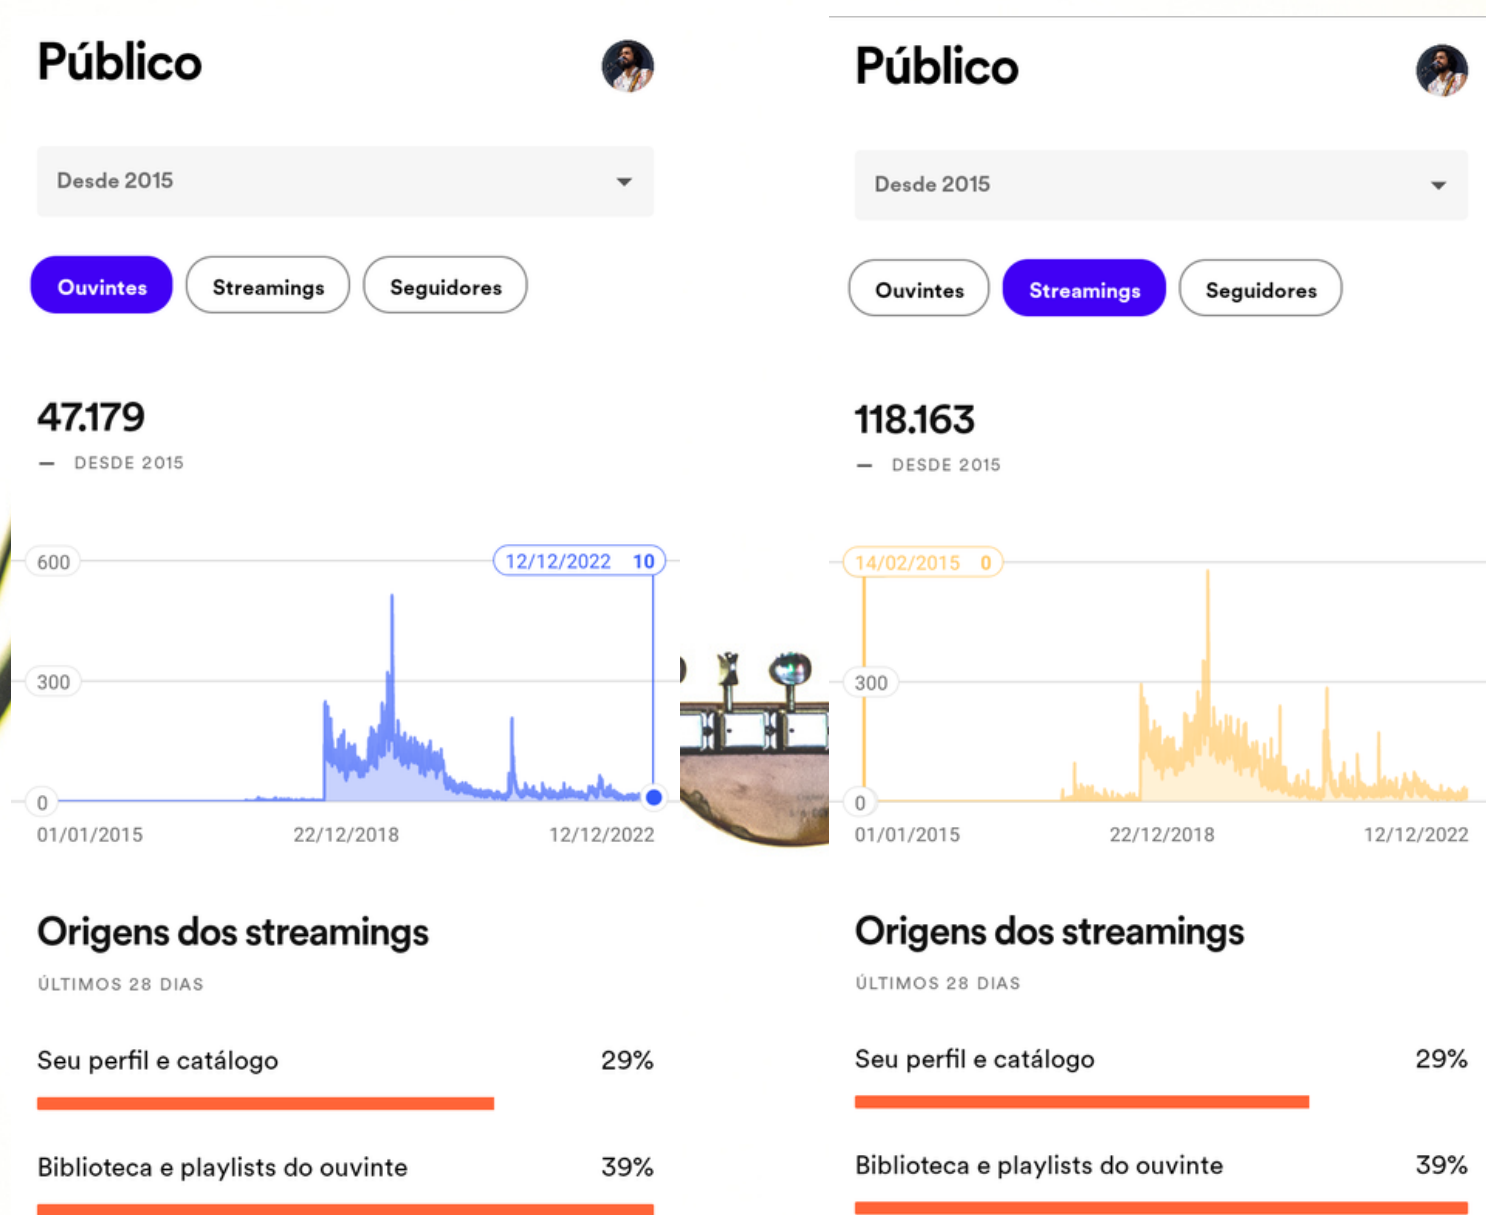 Público
Desde 2015
Ouvintes Streamings Seguidores
47.179
— DESDE 2015
600
12/12/2022 10
300
0
01/01/2015 22/12/2018 12/12/2022
Origens dos streamings
ÚLTIMOS 28 DIAS
Seu perfil e catálogo 29%
Biblioteca e playlists do ouvinte 39%
Público
Desde 2015
Ouvintes Streamings Seguidores
118.163
— DESDE 2015
14/02/2015 0
300
0
01/01/2015 22/12/2018 12/12/2022
Origens dos streamings
ÚLTIMOS 28 DIAS
Seu perfil e catálogo 29%
Biblioteca e playlists do ouvinte 39%